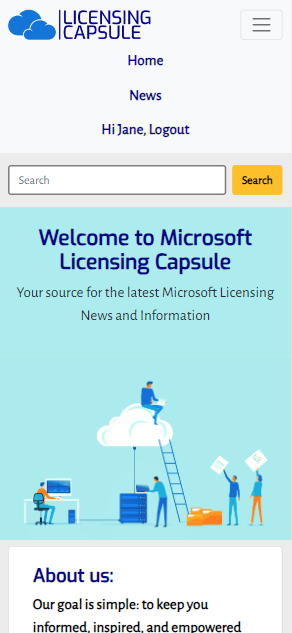 LICENSING
CAPSULE
Home
News
Hi Jane, Logout
Search
Search
Welcome to Microsoft
Licensing Capsule
Your source for the latest Microsoft Licensing
News and Information
About us:
Our goal is simple: to keep you
informed, inspired, and empowered